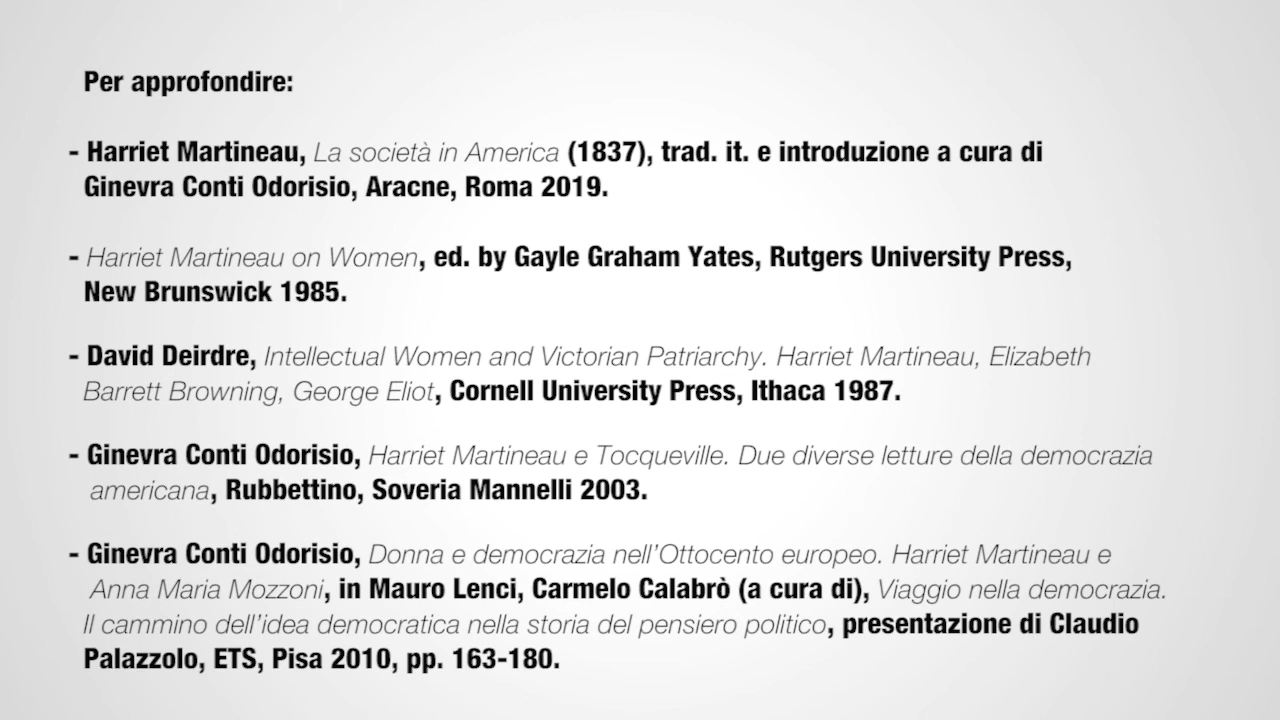 Per approfondire:
- Harriet Martineau, La società in America (1837), trad. it. e introduzione a cura di
Ginevra Conti Odorisio, Aracne, Roma 2019.
- Harriet Martineau on Women, ed. by Gayle Graham Yates, Rutgers University Press,
New Brunswick 1985.
- David Deirdre, Intellectual Women and Victorian Patriarchy. Harriet Martineau, Elizabeth
Barrett Browning, George Eliot, Cornell University Press, Ithaca 1987.
- Ginevra Conti Odorisio, Harriet Martineau e Tocqueville. Due diverse letture della democrazia
americana, Rubbettino, Soveria Mannelli 2003.
- Ginevra Conti Odorisio, Donna e democrazia nell’Ottocento europeo. Harriet Martineau e
Anna Maria Mozzoni, in Mauro Lenci, Carmelo Calabrò (a cura di), Viaggio nella democrazia.
Il cammino dell’idea democratica nella storia del pensiero politico, presentazione di Claudio
Palazzolo, ETS, Pisa 2010, pp. 163-180.